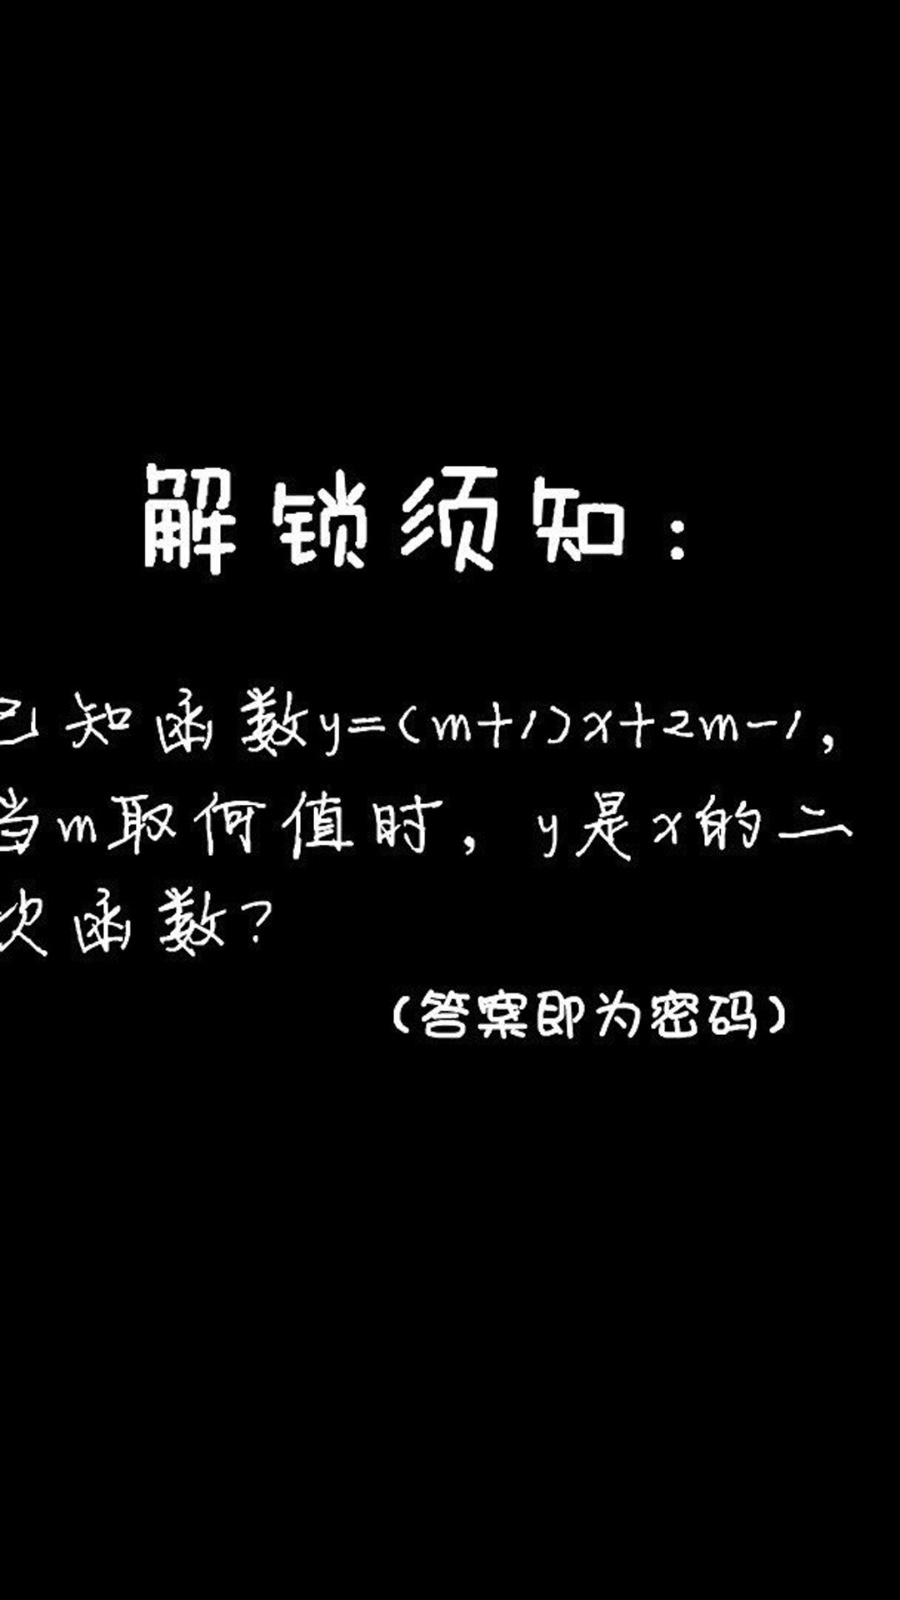 解锁须知：
已知函数y=(m+1)x+2m-1，
当m取何值时，y是x的二
次函数？
（答案即为密码）